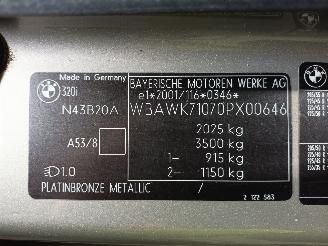 Made in Germany
320i
N43B20A
A53/8
1.0
PLATINBRONZE METALLIC /
BAYERISCHE MOTOREN WERKE AG
e1*2001/116*0346*
WBAWK71070PX00646
2025 kg
3500 kg
1- 915 kg
2- 1150 kg
2 122 583